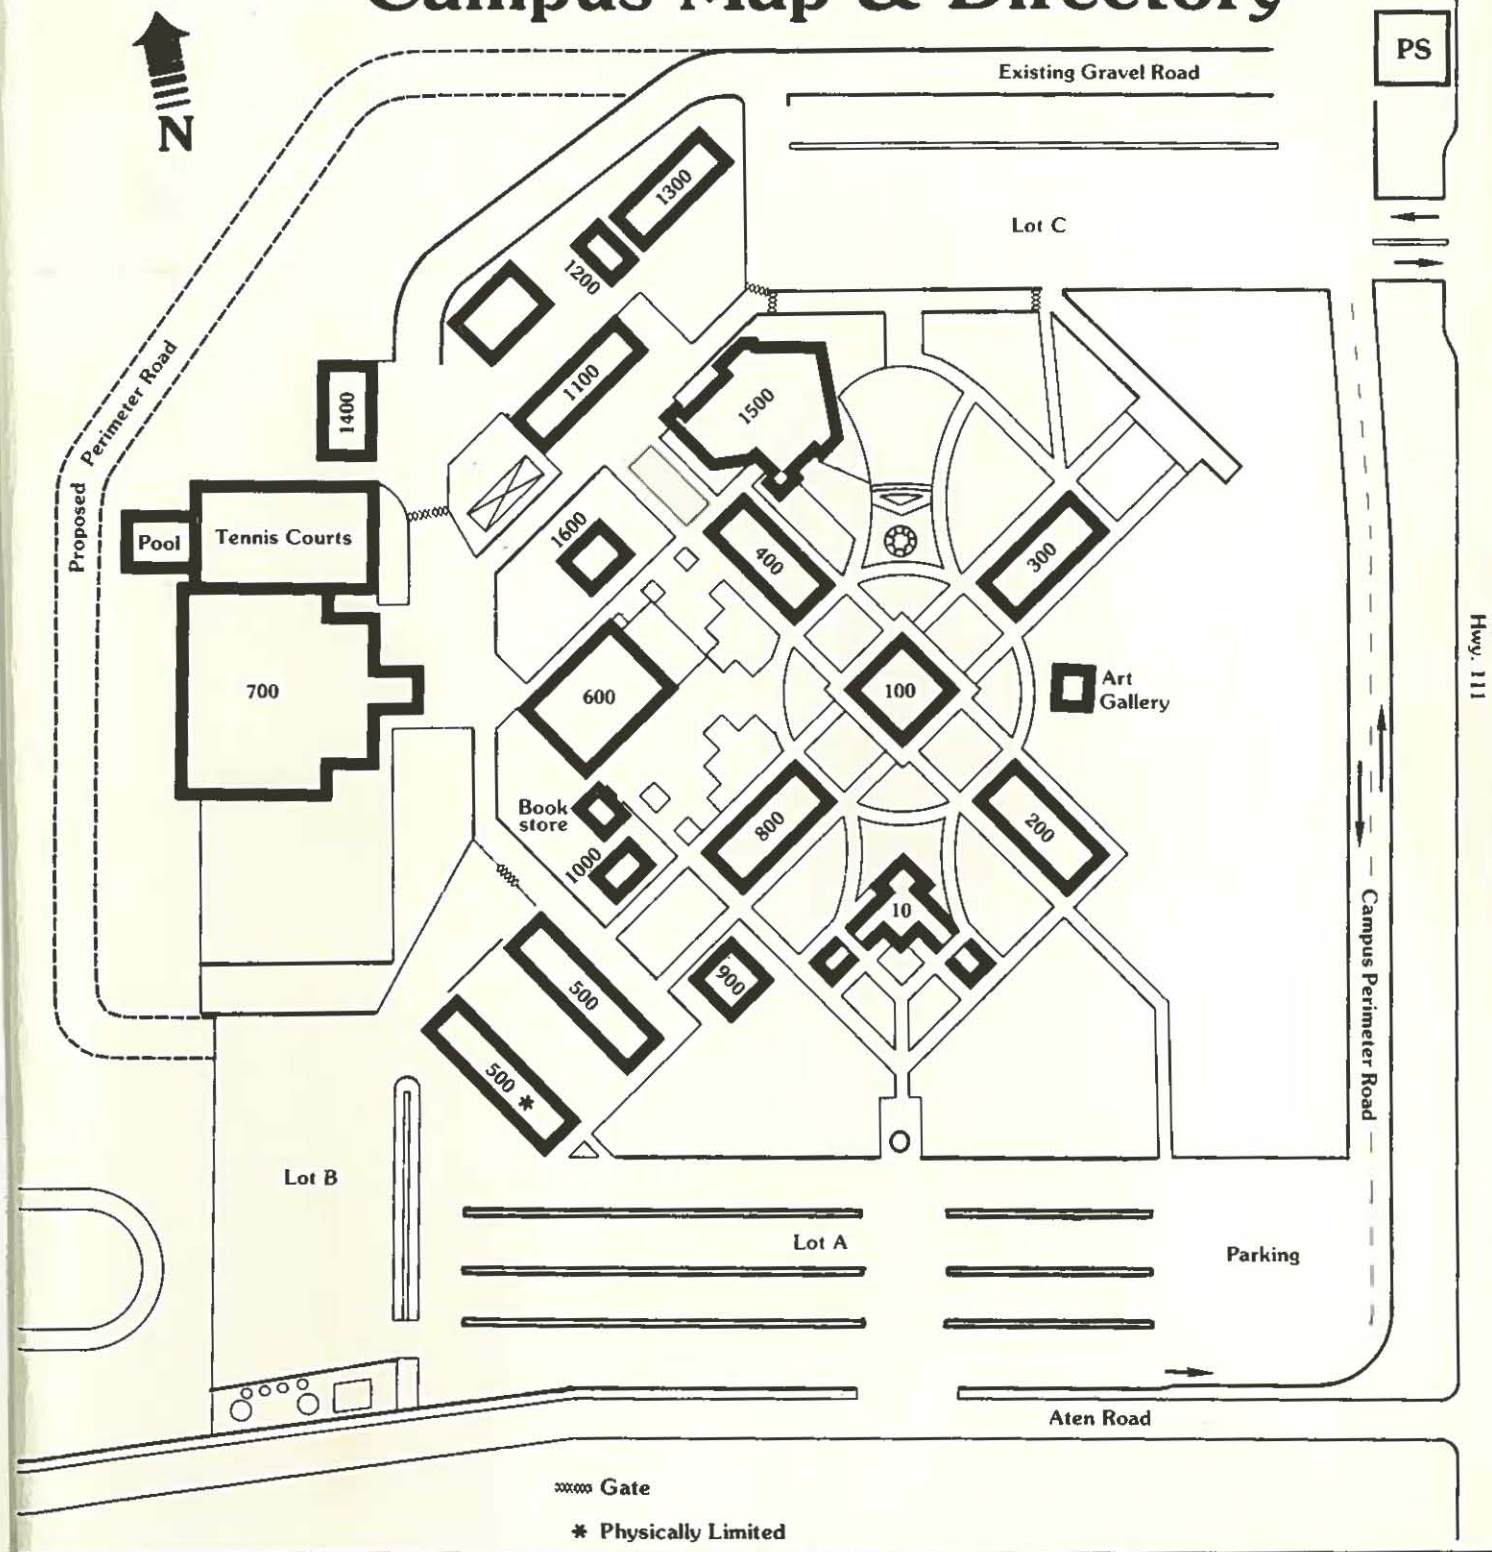 Campus Map & Directory
N
PS
Existing Gravel Road
Lot C
1300
1200
1100
1400
1500
Proposed Perimeter Road
Pool
Tennis Courts
1600
400
300
700
600
100
Art
Gallery
Hwy. 111
Book
store
1000
800
200
10
900
500
500 *
Campus Perimeter Road
Lot B
Lot A
Parking
Aten Road
Gate
* Physically Limited